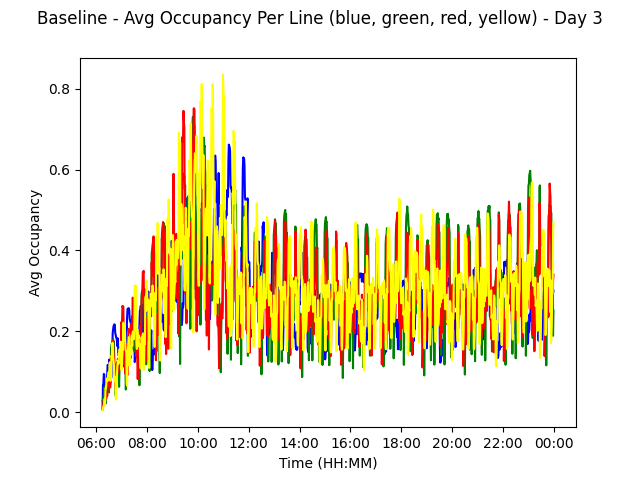 Baseline - Avg Occupancy Per Line (blue, green, red, yellow) - Day 3
Avg Occupancy
0.8
0.6
0.4
0.2
0.0
06:00 08:00 10:00 12:00 14:00 16:00 18:00 20:00 22:00 00:00
Time (HH:MM)